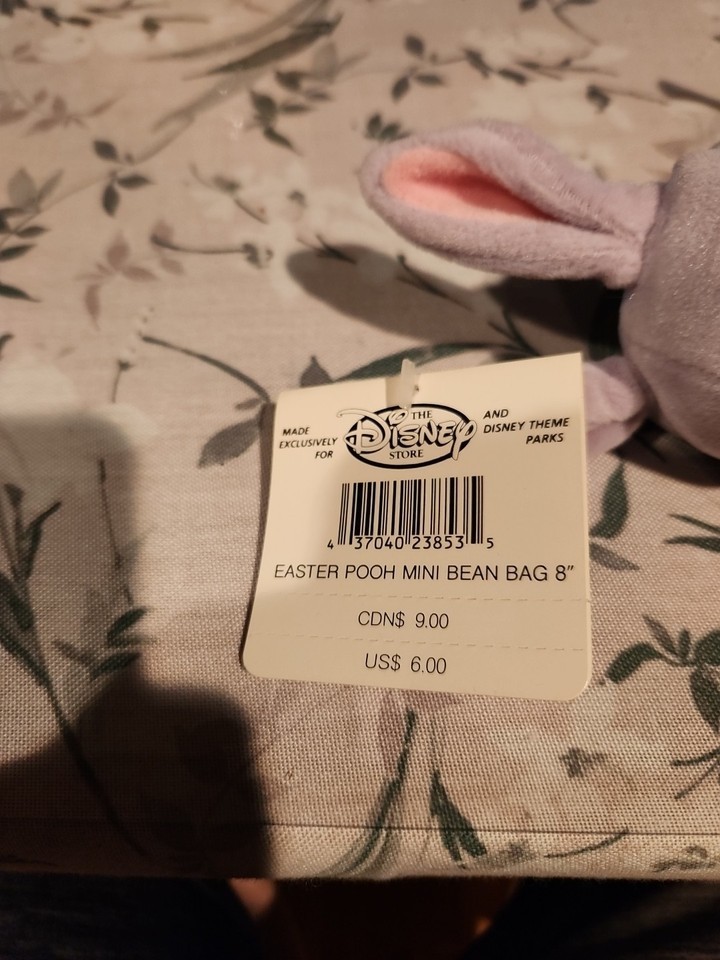 MADE
EXCLUSIVELY
FOR
THE
DISNEY
STORE
AND
DISNEY THEME
PARKS
4 37040 23853 5
EASTER POOH MINI BEAN BAG 8"
CDN$ 9.00
US$ 6.00